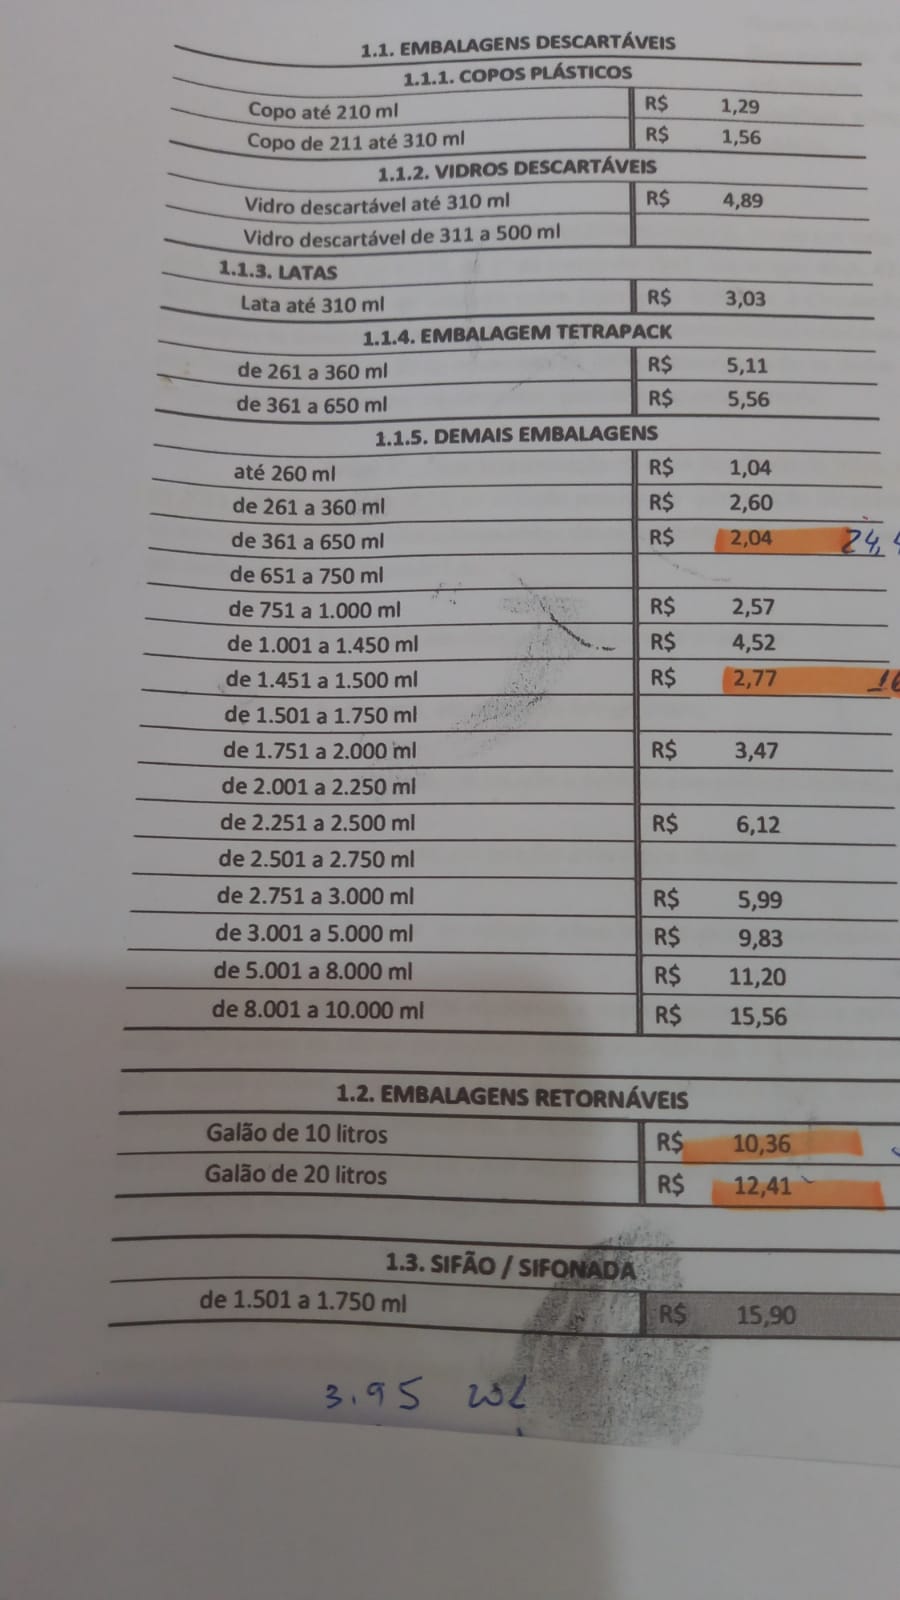 1.1. EMBALAGENS DESCARTÁVEIS
1.1.1. COPOS PLÁSTICOS
Copo até 210 ml R$ 1,29
Copo de 211 até 310 ml R$ 1,56
1.1.2. VIDROS DESCARTÁVEIS
Vidro descartável até 310 ml R$ 4,89
Vidro descartável de 311 a 500 ml
1.1.3. LATAS
Lata até 310 ml R$ 3,03
1.1.4. EMBALAGEM TETRAPACK
de 261 a 360 ml R$ 5,11
de 361 a 650 ml R$ 5,56
1.1.5. DEMAIS EMBALAGENS
até 260 ml R$ 1,04
de 261 a 360 ml R$ 2,60
de 361 a 650 ml R$ 2,04 24,
de 651 a 750 ml
de 751 a 1.000 ml R$ 2,57
de 1.001 a 1.450 ml R$ 4,52
de 1.451 a 1.500 ml R$ 2,77
de 1.501 a 1.750 ml
de 1.751 a 2.000 ml R$ 3,47
de 2.001 a 2.250 ml
de 2.251 a 2.500 ml R$ 6,12
de 2.501 a 2.750 ml
de 2.751 a 3.000 ml R$ 5,99
de 3.001 a 5.000 ml R$ 9,83
de 5.001 a 8.000 ml R$ 11,20
de 8.001 a 10.000 ml R$ 15,56
1.2. EMBALAGENS RETORNÁVEIS
Galão de 10 litros R$ 10,36
Galão de 20 litros R$ 12,41
1.3. SIFÃO / SIFONADA
de 1.501 a 1.750 ml R$ 15,90
3.95